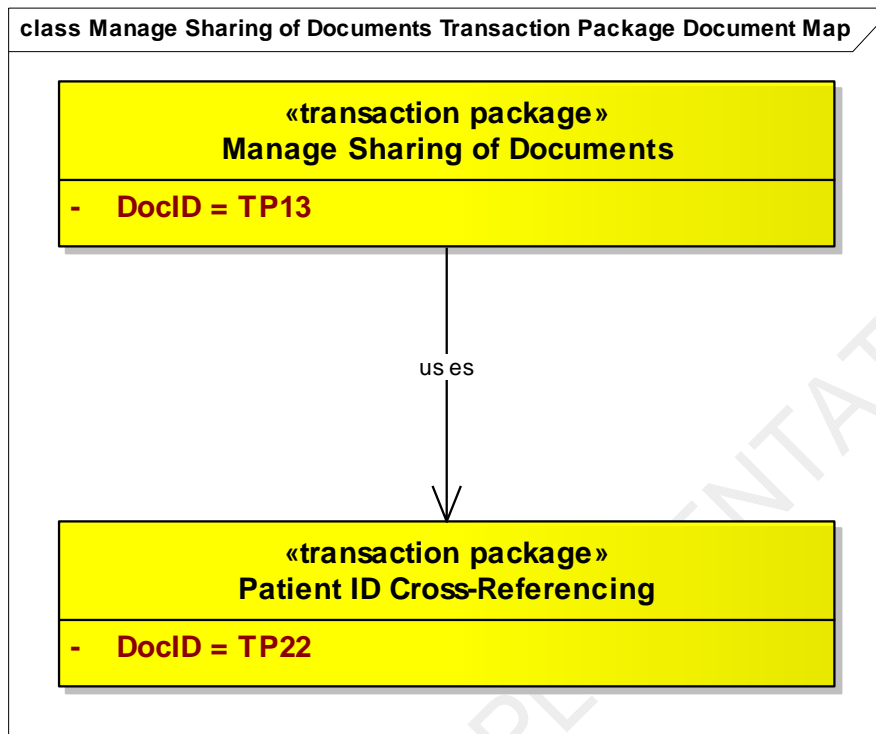 class Manage Sharing of Documents Transaction Package Document Map
«transaction package»
Manage Sharing of Documents
- DocID = TP13
uses
«transaction package»
Patient ID Cross-Referencing
- DocID = TP22